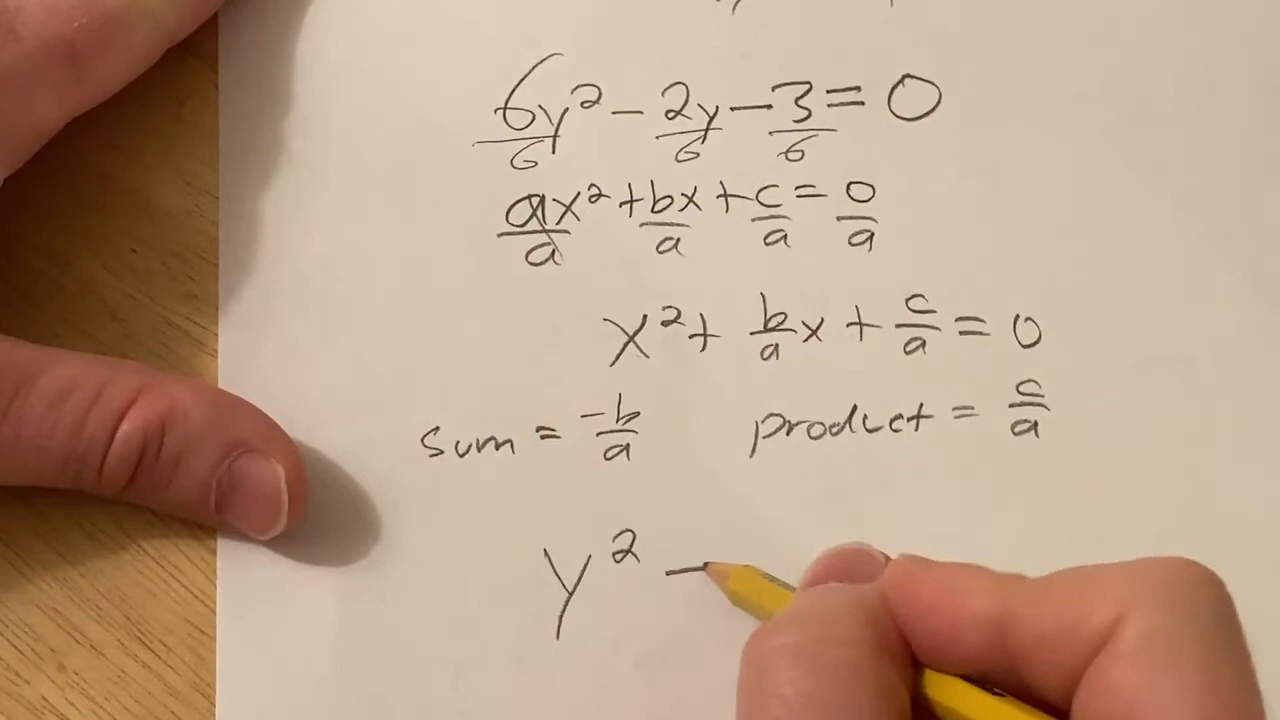 6y²/6 - 2y/6 - 3/6 = 0
ax²/a + bx/a + c/a = 0/a
x² + b/a x + c/a = 0
sum = -b/a product = c/a
y² -